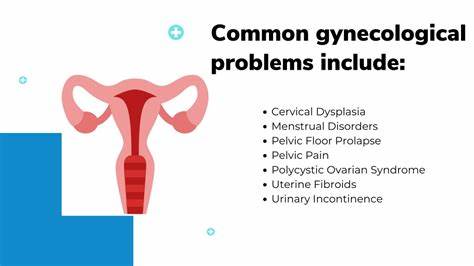 Common gynecological
problems include:
• Cervical Dysplasia
• Menstrual Disorders
• Pelvic Floor Prolapse
• Pelvic Pain
• Polycystic Ovarian Syndrome
• Uterine Fibroids
• Urinary Incontinence